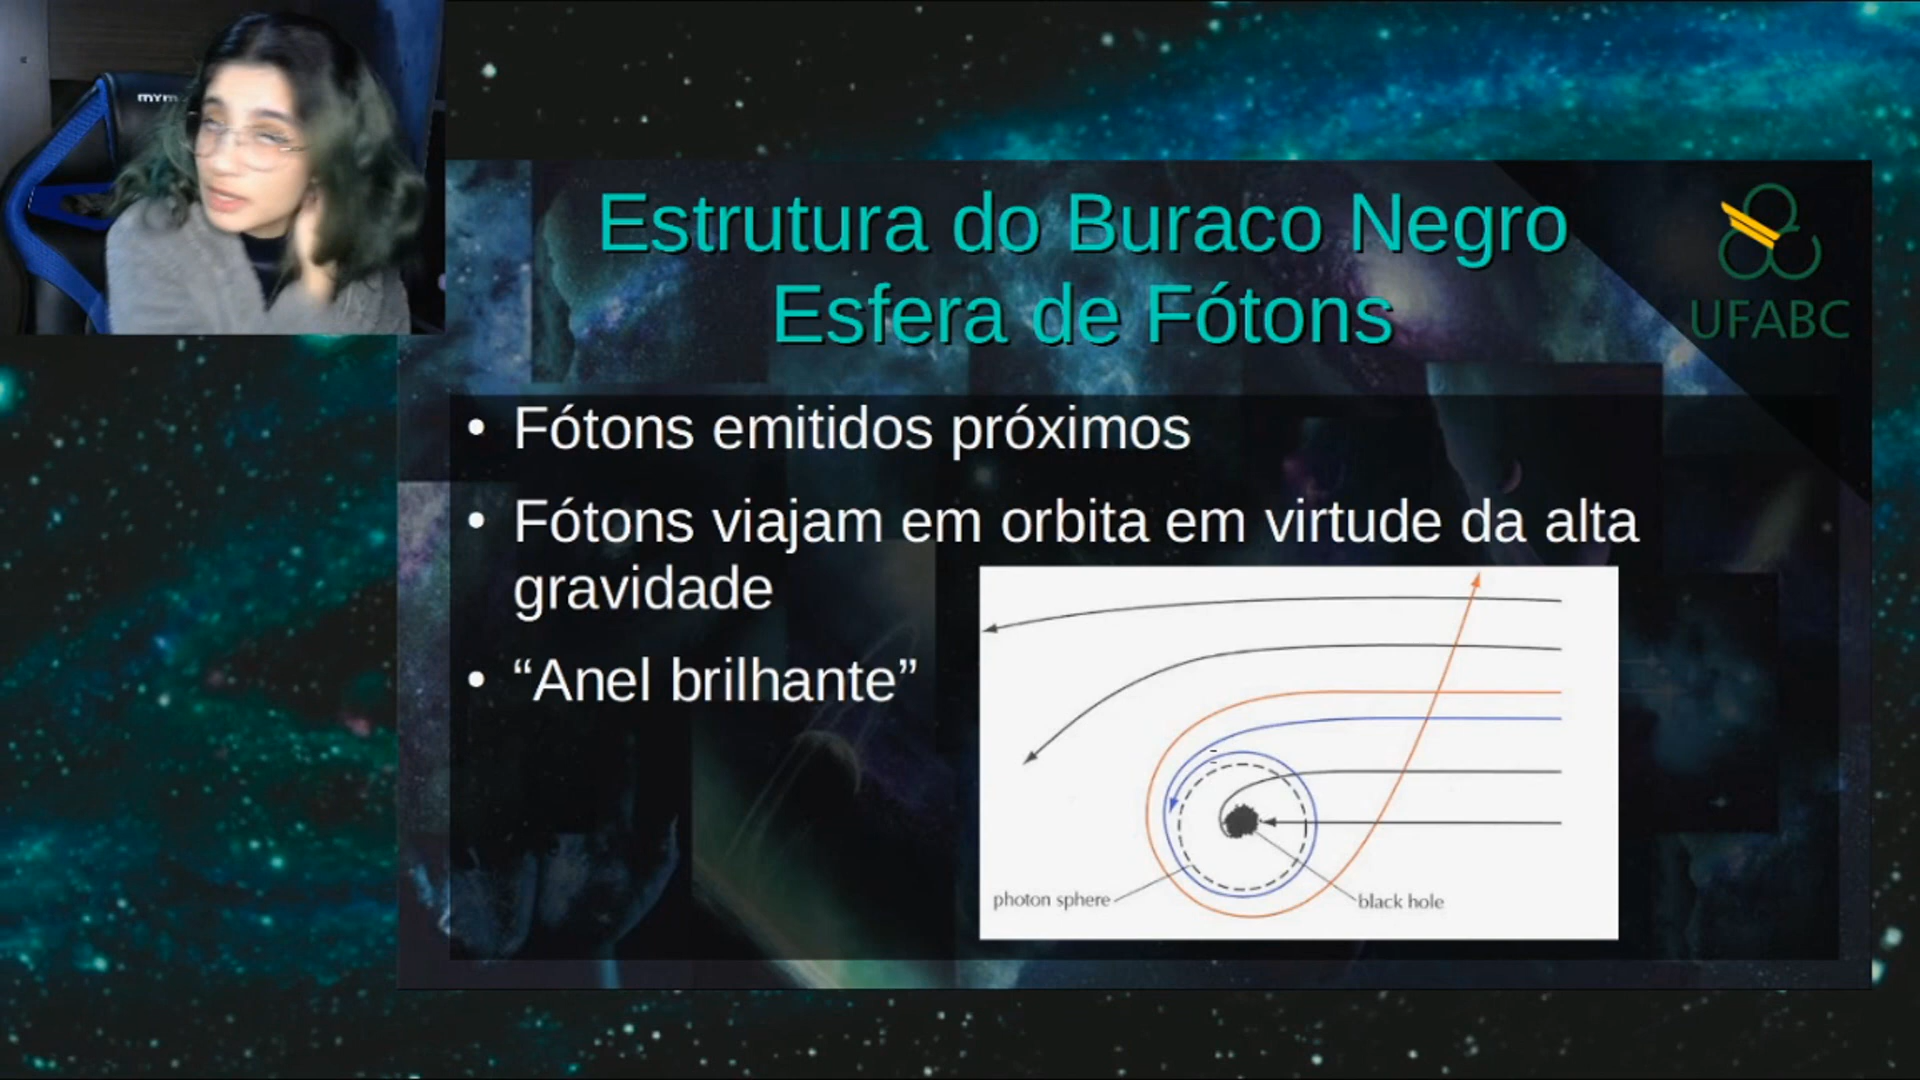 Estrutura do Buraco Negro
Esfera de Fótons
UFABC
• Fótons emitidos próximos
• Fótons viajam em orbita em virtude da alta
gravidade
• “Anel brilhante”
photon sphere
black hole